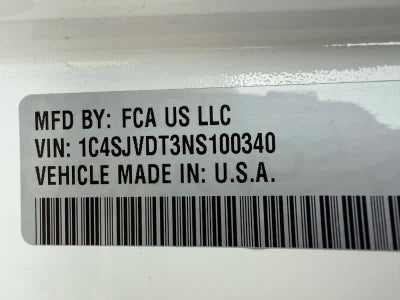 MFD BY: FCA US LLC
VIN: 1C4SJVDT3NS100340
VEHICLE MADE IN: U.S.A.